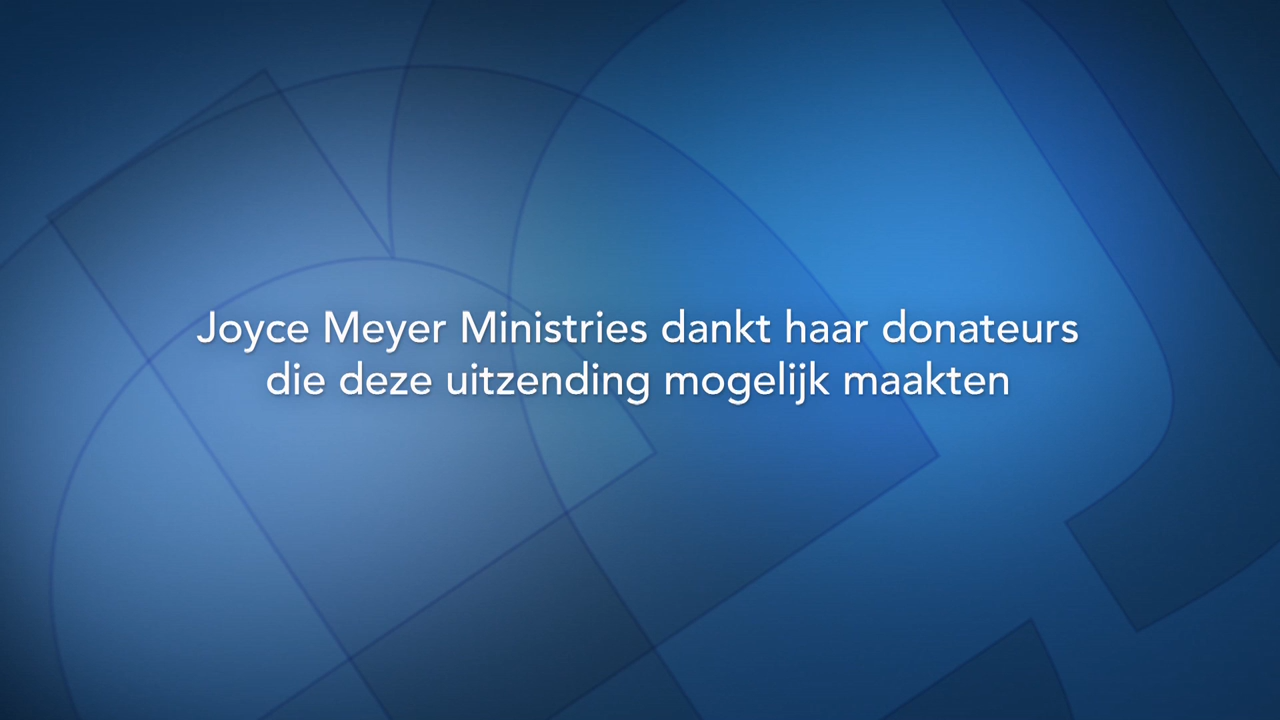 Joyce Meyer Ministries dankt haar donateurs
die deze uitzending mogelijk maakten